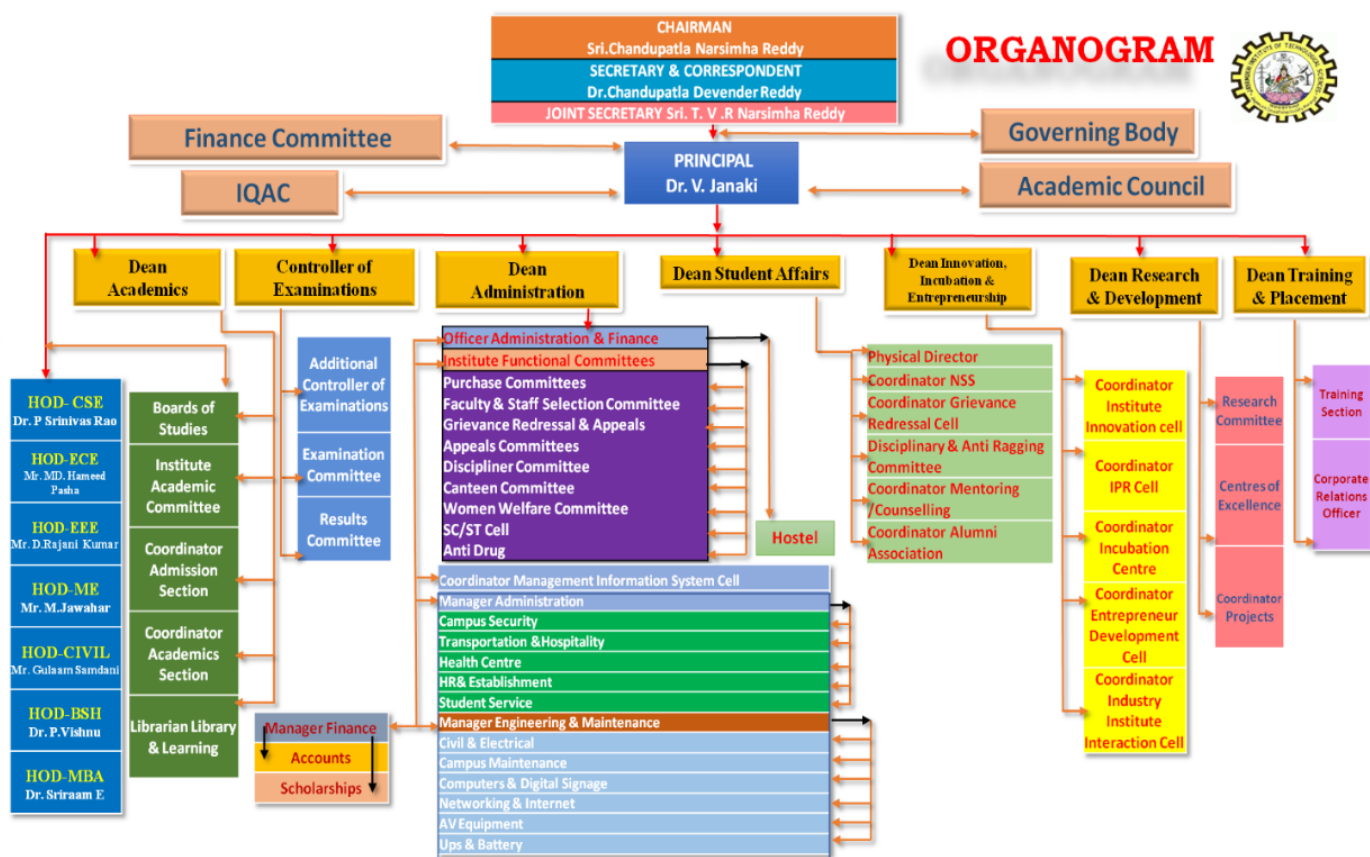 CHAIRMAN
Sri.Chandupatla Narsimha Reddy
SECRETARY & CORRESPONDENT
Dr.Chandupatla Devender Reddy
JOINT SECRETARY Sri. T. V .R Narsimha Reddy
ORGANOGRAM
Finance Committee
Governing Body
PRINCIPAL
Dr. V. Janaki
IQAC
Academic Council
Dean
Academics
Controller of
Examinations
Dean
Administration
Dean Student Affairs
Dean Innovation,
Incubation &
Entrepreneurship
Dean Research
& Development
Dean Training
& Placement
HOD- CSE
Dr. P Srinivas Rao
HOD-ECE
Mr. MD. Hameed
Pasha
HOD-EEE
Mr. D.Rajani Kumar
HOD-ME
Mr. M.Jawahar
HOD-CIVIL
Mr. Gulaam Samdani
HOD-BSH
Dr. P.Vishnu
HOD-MBA
Dr. Sriraam E
Boards of
Studies
Institute
Academic
Committee
Coordinator
Admission
Section
Coordinator
Academics
Section
Librarian Library
& Learning
Additional
Controller of
Examinations
Examination
Committee
Results
Committee
Manager Finance
Accounts
Scholarships
Officer Administration & Finance
Institute Functional Committees
Purchase Committees
Faculty & Staff Selection Committee
Grievance Redressal & Appeals
Appeals Committees
Discipliner Committee
Canteen Committee
Women Welfare Committee
SC/ST Cell
Anti Drug
Hostel
Coordinator Management Information System Cell
Manager Administration
Campus Security
Transportation &Hospitality
Health Centre
HR& Establishment
Student Service
Manager Engineering & Maintenance
Civil & Electrical
Campus Maintenance
Computers & Digital Signage
Networking & Internet
AV Equipment
Ups & Battery
Physical Director
Coordinator NSS
Coordinator Grievance
Redressal Cell
Disciplinary & Anti Ragging
Committee
Coordinator Mentoring
/Counselling
Coordinator Alumni
Association
Coordinator
Institute
Innovation cell
Coordinator
IPR Cell
Coordinator
Incubation
Centre
Coordinator
Entrepreneur
Development
Cell
Coordinator
Industry
Institute
Interaction Cell
Research
Committee
Centres of
Excellence
Coordinator
Projects
Training
Section
Corporate
Relations
Officer